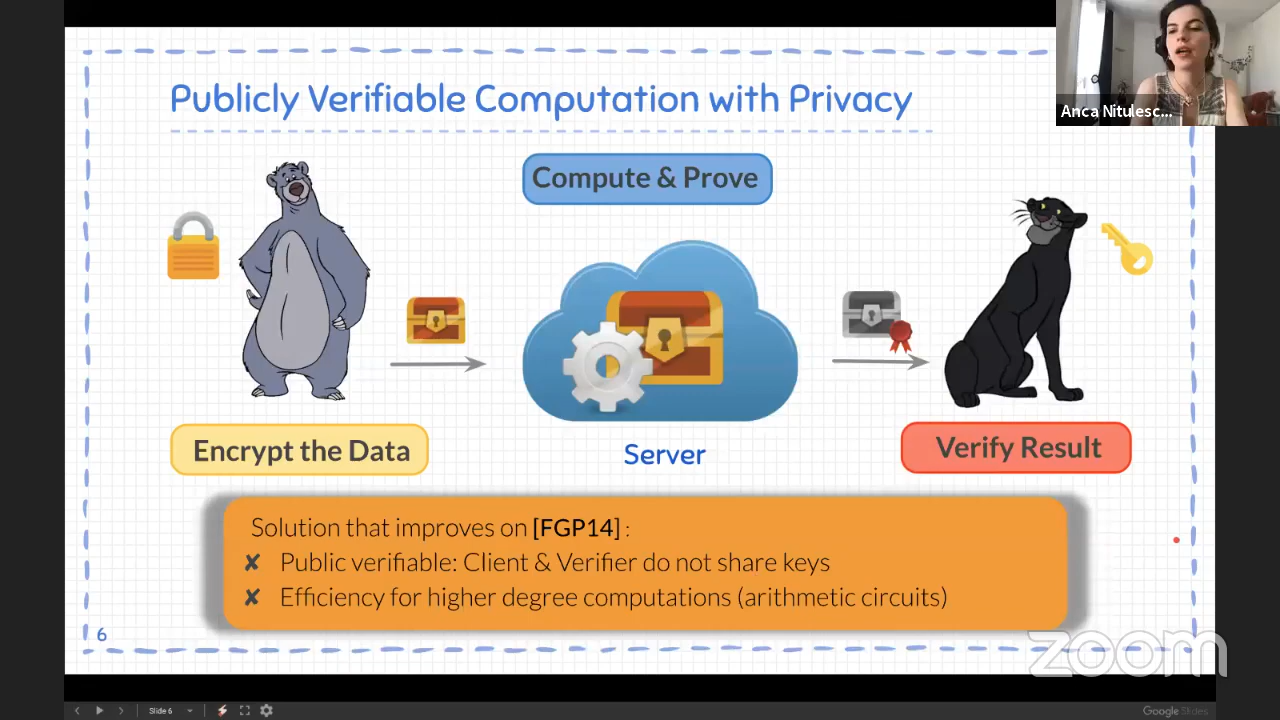 Publicly Verifiable Computation with Privacy
Anca Nitulesc...
Compute & Prove
Encrypt the Data
Server
Verify Result
Solution that improves on [FGP14] :
✘ Public verifiable: Client & Verifier do not share keys
✘ Efficiency for higher degree computations (arithmetic circuits)
6
zoom
Slide 6
Google Slides